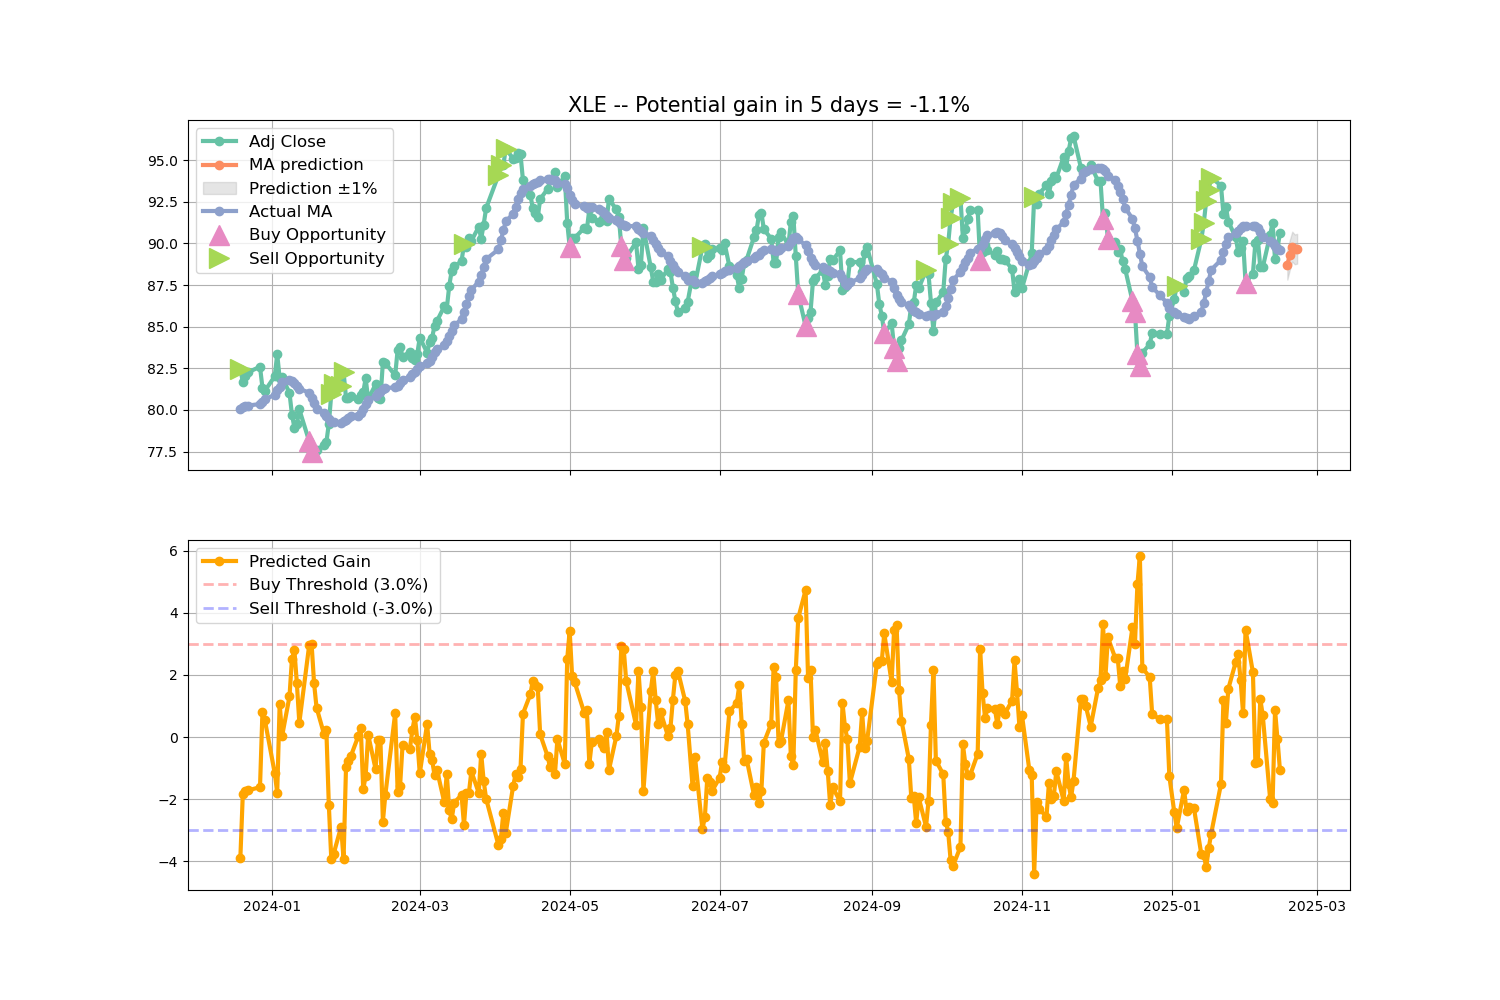 XLE -- Potential gain in 5 days = -1.1%
Adj Close
MA prediction
Prediction ±1%
Actual MA
Buy Opportunity
Sell Opportunity
95.0
92.5
90.0
87.5
85.0
82.5
80.0
77.5
Predicted Gain
Buy Threshold (3.0%)
Sell Threshold (-3.0%)
6
4
2
0
−2
−4
2024-01 2024-03 2024-05 2024-07 2024-09 2024-11 2025-01 2025-03